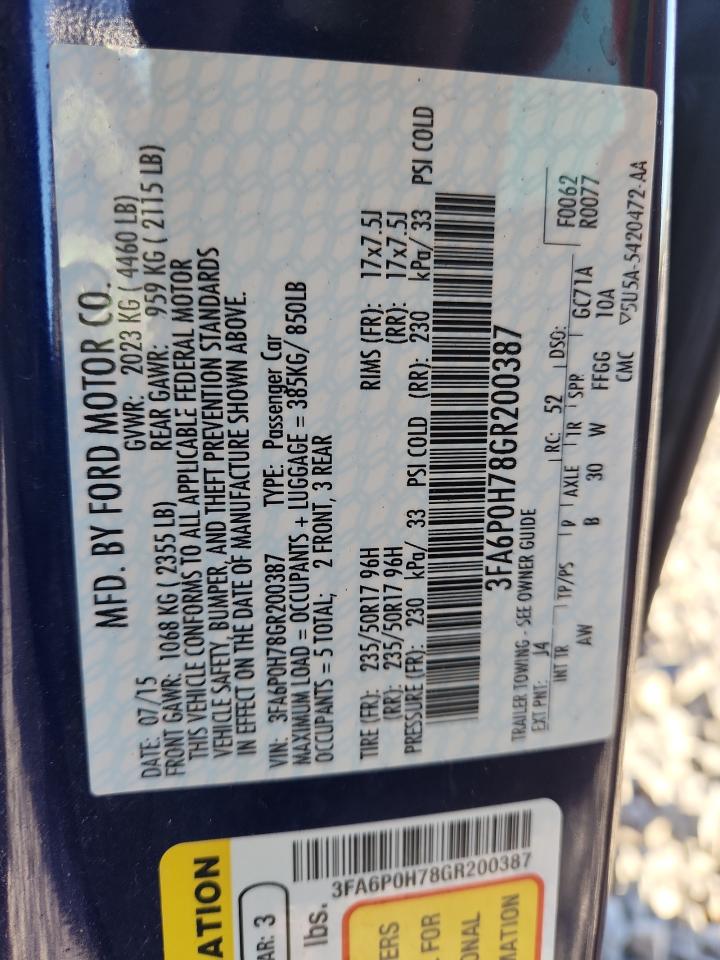 MFD. BY FORD MOTOR CO.
DATE: 07/15 GVWR: 2023 KG ( 4460 LB)
FRONT GAWR: 1068 KG ( 2355 LB) REAR GAWR: 959 KG ( 2115 LB)
THIS VEHICLE CONFORMS TO ALL APPLICABLE FEDERAL MOTOR
VEHICLE SAFETY, BUMPER, AND THEFT PREVENTION STANDARDS
IN EFFECT ON THE DATE OF MANUFACTURE SHOWN ABOVE.
VIN: 3FA6P0H78GR200387 TYPE: Passenger Car
MAXIMUM LOAD = OCCUPANTS + LUGGAGE = 385KG/ 850LB
OCCUPANTS = 5 TOTAL; 2 FRONT, 3 REAR
TIRE (FR): 235/50R17 96H RIMS (FR): 17x7.5J
(RR): 235/50R17 96H (RR): 17x7.5J
PRESSURE (FR): 230 kPa/ 33 PSI COLD (RR): 230 kPa/ 33 PSI COLD
3FA6P0H78GR200387
TRAILER TOWING - SEE OWNER GUIDE
EXT PNT: J4 RC: 52 DSO: F0062
R0077
INT TR TP/PS P AXLE TR SPR GC71A
AW B 30 W FFGG 10A
CMC ▽5U5A-5420472-AA
ATION
AR: 3
lbs.
3FA6P0H78GR200387
ERS
FOR
ONAL
MATION